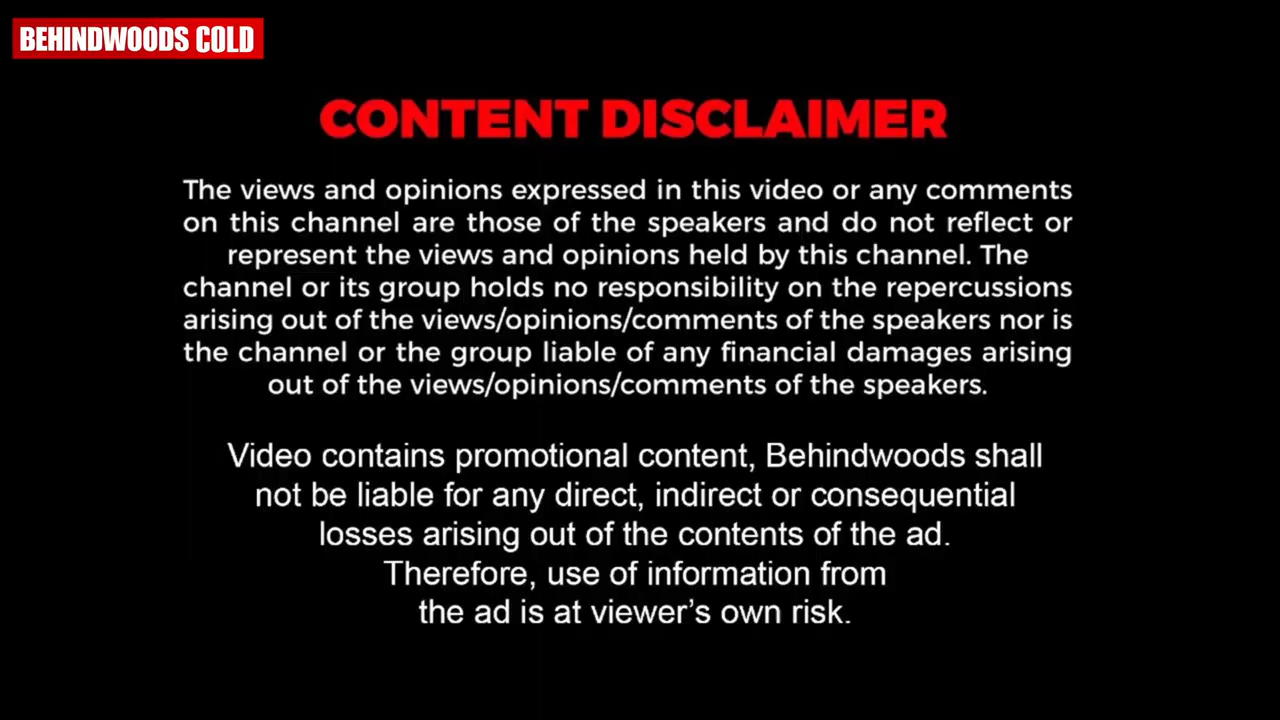 BEHINDWOODS COLD
CONTENT DISCLAIMER
The views and opinions expressed in this video or any comments
on this channel are those of the speakers and do not reflect or
represent the views and opinions held by this channel. The
channel or its group holds no responsibility on the repercussions
arising out of the views/opinions/comments of the speakers nor is
the channel or the group liable of any financial damages arising
out of the views/opinions/comments of the speakers.
Video contains promotional content, Behindwoods shall
not be liable for any direct, indirect or consequential
losses arising out of the contents of the ad.
Therefore, use of information from
the ad is at viewer’s own risk.